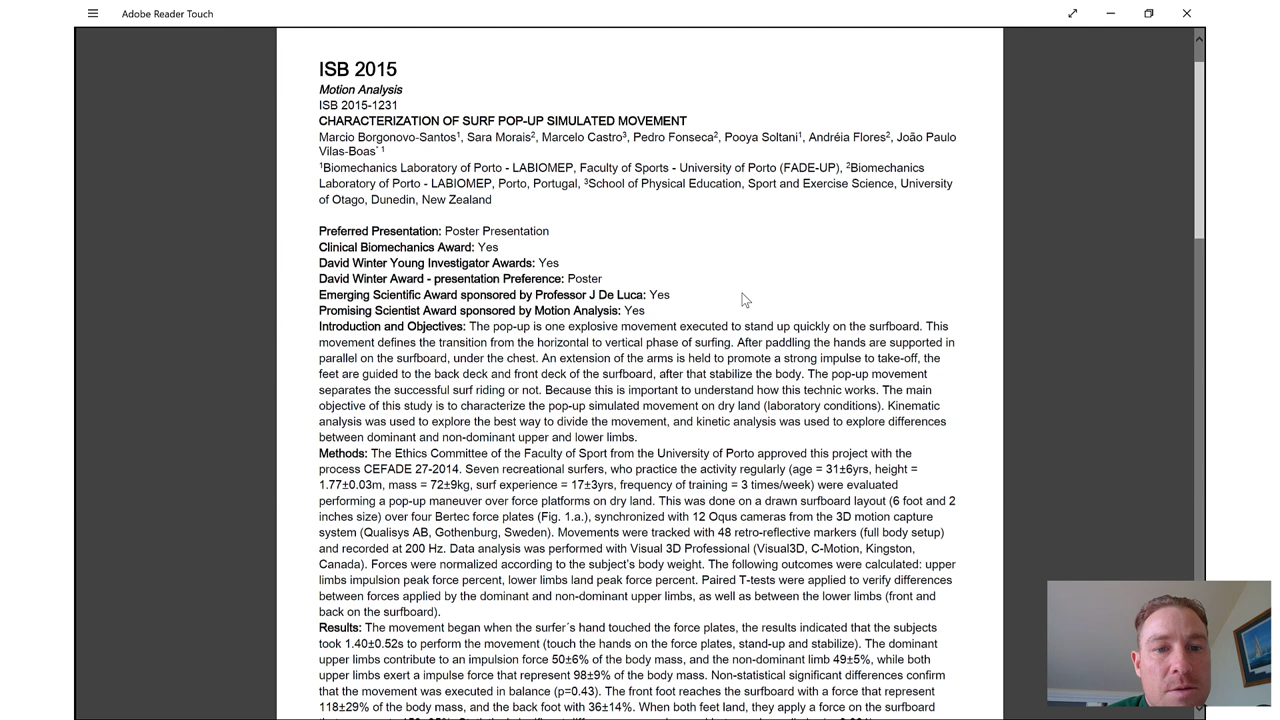 Adobe Reader Touch
ISB 2015
Motion Analysis
ISB 2015-1231
CHARACTERIZATION OF SURF POP-UP SIMULATED MOVEMENT
Marcio Borgonovo-Santos¹, Sara Morais², Marcelo Castro³, Pedro Fonseca², Pooya Soltani¹, Andréia Flores², João Paulo
Vilas-Boas* ¹
¹Biomechanics Laboratory of Porto - LABIOMEP, Faculty of Sports - University of Porto (FADE-UP), ²Biomechanics
Laboratory of Porto - LABIOMEP, Porto, Portugal, ³School of Physical Education, Sport and Exercise Science, University
of Otago, Dunedin, New Zealand
Preferred Presentation: Poster Presentation
Clinical Biomechanics Award: Yes
David Winter Young Investigator Awards: Yes
David Winter Award - presentation Preference: Poster
Emerging Scientific Award sponsored by Professor J De Luca: Yes
Promising Scientist Award sponsored by Motion Analysis: Yes
Introduction and Objectives: The pop-up is one explosive movement executed to stand up quickly on the surfboard. This
movement defines the transition from the horizontal to vertical phase of surfing. After paddling the hands are supported in
parallel on the surfboard, under the chest. An extension of the arms is held to promote a strong impulse to take-off, the
feet are guided to the back deck and front deck of the surfboard, after that stabilize the body. The pop-up movement
separates the successful surf riding or not. Because this is important to understand how this technic works. The main
objective of this study is to characterize the pop-up simulated movement on dry land (laboratory conditions). Kinematic
analysis was used to explore the best way to divide the movement, and kinetic analysis was used to explore differences
between dominant and non-dominant upper and lower limbs.
Methods: The Ethics Committee of the Faculty of Sport from the University of Porto approved this project with the
process CEFADE 27-2014. Seven recreational surfers, who practice the activity regularly (age = 31±6yrs, height =
1.77±0.03m, mass = 72±9kg, surf experience = 17±3yrs, frequency of training = 3 times/week) were evaluated
performing a pop-up maneuver over force platforms on dry land. This was done on a drawn surfboard layout (6 foot and 2
inches size) over four Bertec force plates (Fig. 1.a.), synchronized with 12 Oqus cameras from the 3D motion capture
system (Qualisys AB, Gothenburg, Sweden). Movements were tracked with 48 retro-reflective markers (full body setup)
and recorded at 200 Hz. Data analysis was performed with Visual 3D Professional (Visual3D, C-Motion, Kingston,
Canada). Forces were normalized according to the subject's body weight. The following outcomes were calculated: upper
limbs impulsion peak force percent, lower limbs land peak force percent. Paired T-tests were applied to verify differences
between forces applied by the dominant and non-dominant upper limbs, as well as between the lower limbs (front and
back on the surfboard).
Results: The movement began when the surfer´s hand touched the force plates, the results indicated that the subjects
took 1.40±0.52s to perform the movement (touch the hands on the force plates, stand-up and stabilize). The dominant
upper limbs contribute to an impulsion force 50±6% of the body mass, and the non-dominant limb 49±5%, while both
upper limbs exert a impulse force that represent 98±9% of the body mass. Non-statistical significant differences confirm
that the movement was executed in balance (p=0.43). The front foot reaches the surfboard with a force that represent
118±29% of the body mass, and the back foot with 36±14%. When both feet land, they apply a force on the surfboard